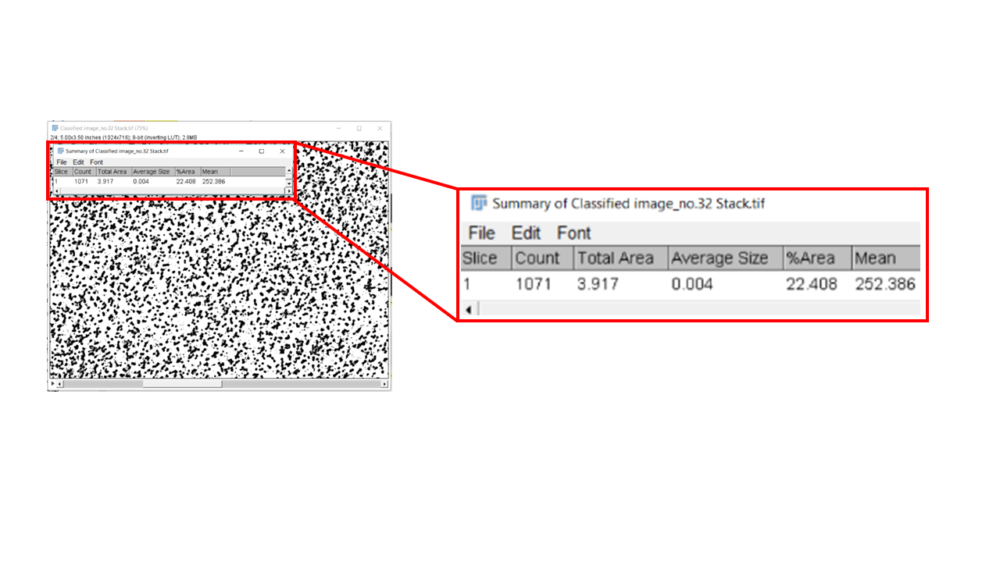 Classified image_no.32 Stack.tif (75%)
2/4; 5.00x3.50 inches (1024x716); 8-bit (inverting LUT); 2.8MB
Summary of Classified image_no.32 Stack.tif
File Edit Font
Slice Count Total Area Average Size %Area Mean
1 1071 3.917 0.004 22.408 252.386
Summary of Classified image_no.32 Stack.tif
File Edit Font
Slice Count Total Area Average Size %Area Mean
1 1071 3.917 0.004 22.408 252.386